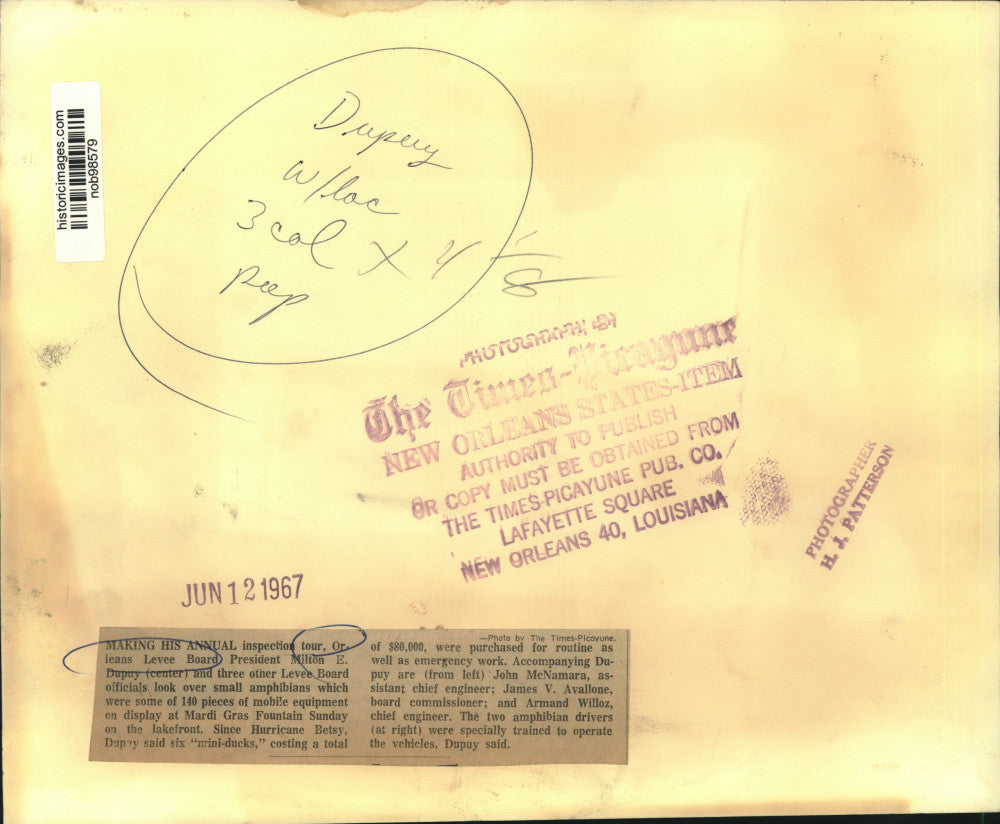 historicimages.com
nob98579
Dupuy
w/loc
3 col x 4 1/8
pap
PHOTOGRAPH BY
The Times-Picayune
NEW ORLEANS STATES-ITEM
AUTHORITY TO PUBLISH
OR COPY MUST BE OBTAINED FROM
THE TIMES-PICAYUNE PUB. CO.
LAFAYETTE SQUARE
NEW ORLEANS 40, LOUISIANA
PHOTOGRAPHER
H. J. PATTERSON
JUN 12 1967
—Photo by The Times-Picayune.
MAKING HIS ANNUAL inspection tour, Or-
leans Levee Board President Milton E.
Dupuy (center) and three other Levee Board
officials look over small amphibians which
were some of 140 pieces of mobile equipment
on display at Mardi Gras Fountain Sunday
on the lakefront. Since Hurricane Betsy,
Dupuy said six "mini-ducks," costing a total
of $80,000, were purchased for routine as
well as emergency work. Accompanying Du-
puy are (from left) John McNamara, as-
sistant chief engineer; James V. Avallone,
board commissioner; and Armand Willoz,
chief engineer. The two amphibian drivers
(at right) were specially trained to operate
the vehicles, Dupuy said.